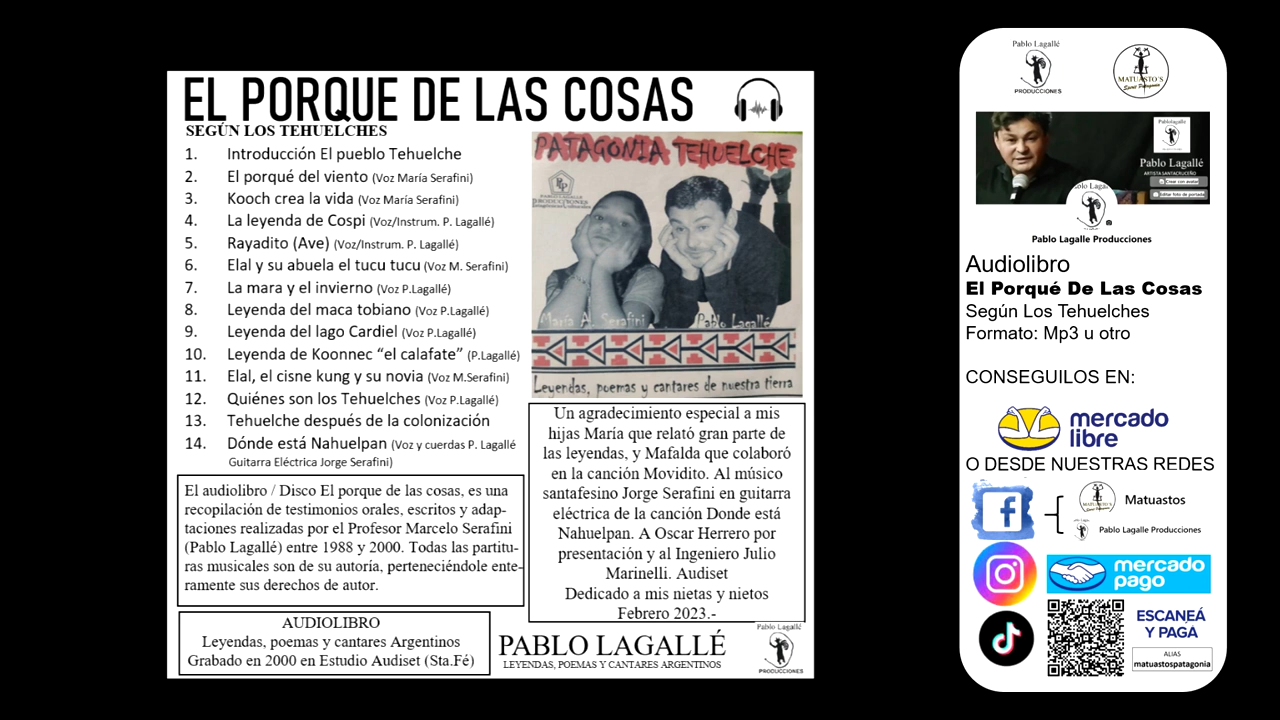 EL PORQUE DE LAS COSAS
SEGÚN LOS TEHUELCHES
1. Introducción El pueblo Tehuelche
2. El porqué del viento (Voz María Serafini)
3. Kooch crea la vida (Voz María Serafini)
4. La leyenda de Cospi (Voz/Instrum. P. Lagallé)
5. Rayadito (Ave) (Voz/Instrum. P. Lagallé)
6. Elal y su abuela el tucu tucu (Voz M. Serafini)
7. La mara y el invierno (Voz P.Lagallé)
8. Leyenda del maca tobiano (Voz P.Lagallé)
9. Leyenda del lago Cardiel (Voz P.Lagallé)
10. Leyenda de Koonnec “el calafate” (P.Lagallé)
11. Elal, el cisne kung y su novia (Voz M.Serafini)
12. Quiénes son los Tehuelches (Voz P.Lagallé)
13. Tehuelche después de la colonización
14. Dónde está Nahuelpan (Voz y cuerdas P. Lagallé
Guitarra Eléctrica Jorge Serafini)
El audiolibro / Disco El porque de las cosas, es una
recopilación de testimonios orales, escritos y adap-
taciones realizadas por el Profesor Marcelo Serafini
(Pablo Lagallé) entre 1988 y 2000. Todas las partitu-
ras musicales son de su autoría, perteneciéndole ente-
ramente sus derechos de autor.
AUDIOLIBRO
Leyendas, poemas y cantares Argentinos
Grabado en 2000 en Estudio Audiset (Sta.Fé)
PATAGONIA TEHUELCHE
PABLO LAGALLÉ
PRODUCCIONES
María A. Serafini
Pablo Lagallé
Leyendas, poemas y cantares de nuestra tierra
Un agradecimiento especial a mis
hijas María que relató gran parte de
las leyendas, y Mafalda que colaboró
en la canción Movidito. Al músico
santafesino Jorge Serafini en guitarra
eléctrica de la canción Donde está
Nahuelpan. A Oscar Herrero por
presentación y al Ingeniero Julio
Marinelli. Audiset
Dedicado a mis nietas y nietos
Febrero 2023.-
PABLO LAGALLÉ
LEYENDAS, POEMAS Y CANTARES ARGENTINOS
Pablo Lagallé
PRODUCCIONES
Pablo Lagallé
PRODUCCIONES
MATUASTO'S
Pablo Lagallé
ARTISTA SANTACRUCEÑO
Crear con avatar
Editar foto de portada
Pablo Lagalle Producciones
Audiolibro
El Porqué De Las Cosas
Según Los Tehuelches
Formato: Mp3 u otro
CONSEGUILOS EN:
mercado
libre
O DESDE NUESTRAS REDES
Matuastos
Pablo Lagalle Producciones
mercado
pago
ESCANEÁ
Y PAGÁ
ALIAS
matuastospatagonia